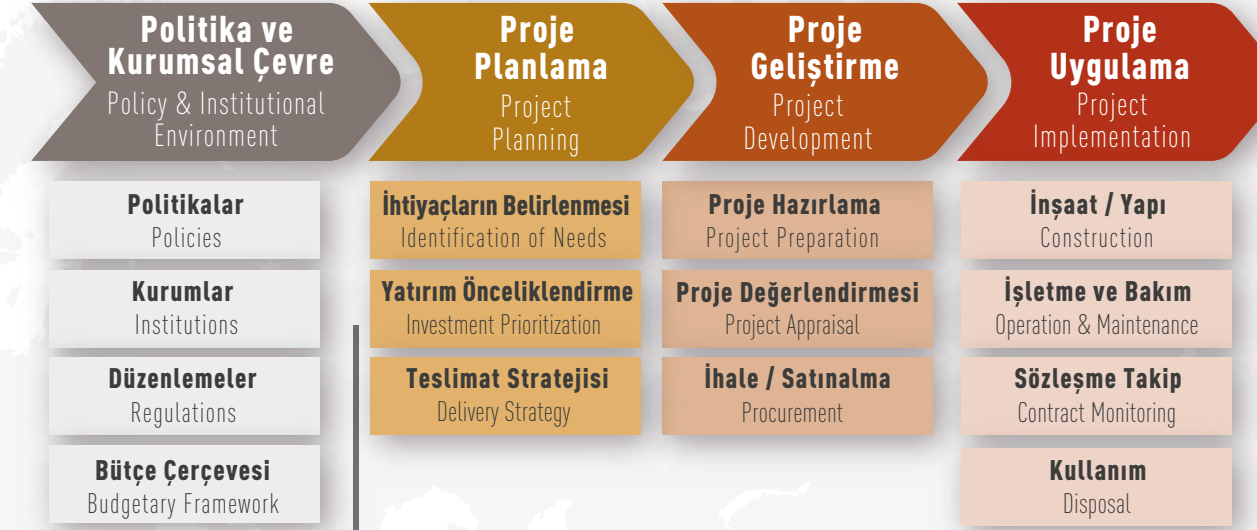 Politika ve
Kurumsal Çevre
Policy & Institutional
Environment
Politikalar
Policies
Kurumlar
Institutions
Düzenlemeler
Regulations
Bütçe Çerçevesi
Budgetary Framework
Proje
Planlama
Project
Planning
İhtiyaçların Belirlenmesi
Identification of Needs
Yatırım Önceliklendirme
Investment Prioritization
Teslimat Stratejisi
Delivery Strategy
Proje
Geliştirme
Project
Development
Proje Hazırlama
Project Preparation
Proje Değerlendirmesi
Project Appraisal
İhale / Satınalma
Procurement
Proje
Uygulama
Project
Implementation
İnşaat / Yapı
Construction
İşletme ve Bakım
Operation & Maintenance
Sözleşme Takip
Contract Monitoring
Kullanım
Disposal